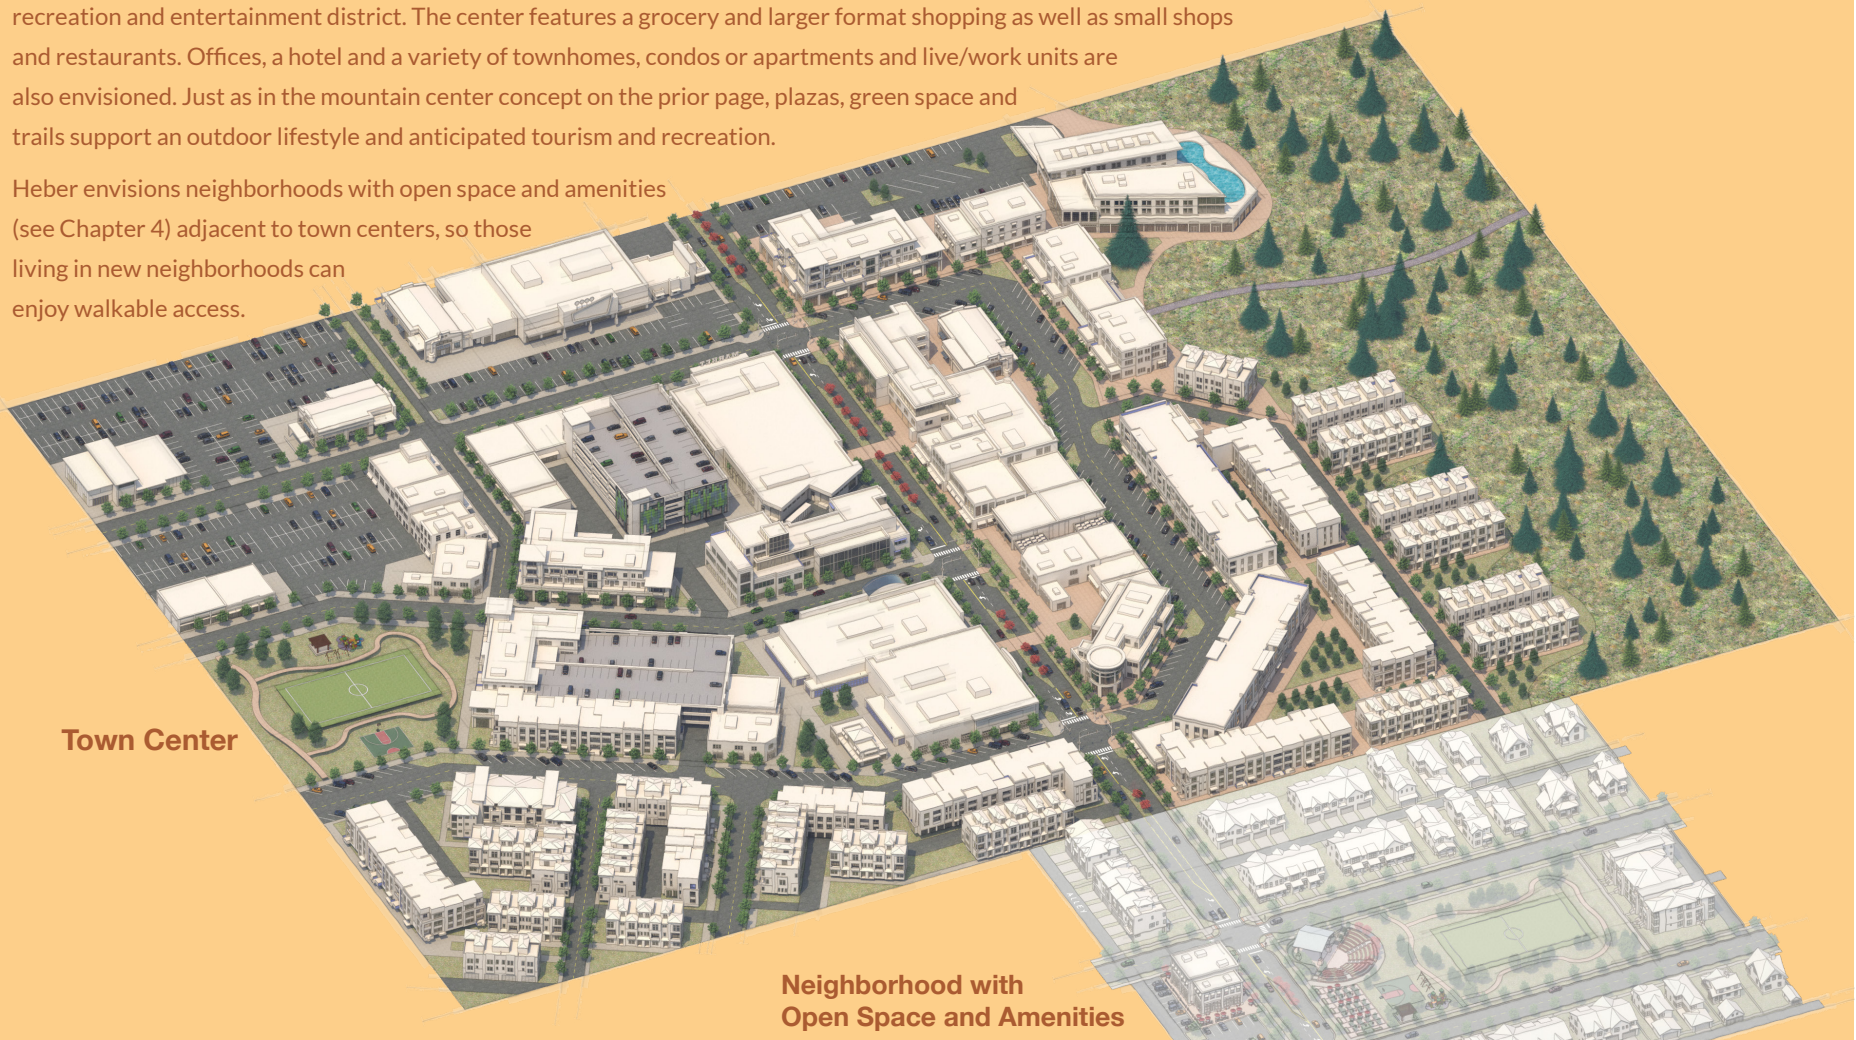 recreation and entertainment district. The center features a grocery and larger format shopping as well as small shops
and restaurants. Offices, a hotel and a variety of townhomes, condos or apartments and live/work units are
also envisioned. Just as in the mountain center concept on the prior page, plazas, green space and
trails support an outdoor lifestyle and anticipated tourism and recreation.
Heber envisions neighborhoods with open space and amenities
(see Chapter 4) adjacent to town centers, so those
living in new neighborhoods can
enjoy walkable access.
Town Center
Neighborhood with
Open Space and Amenities